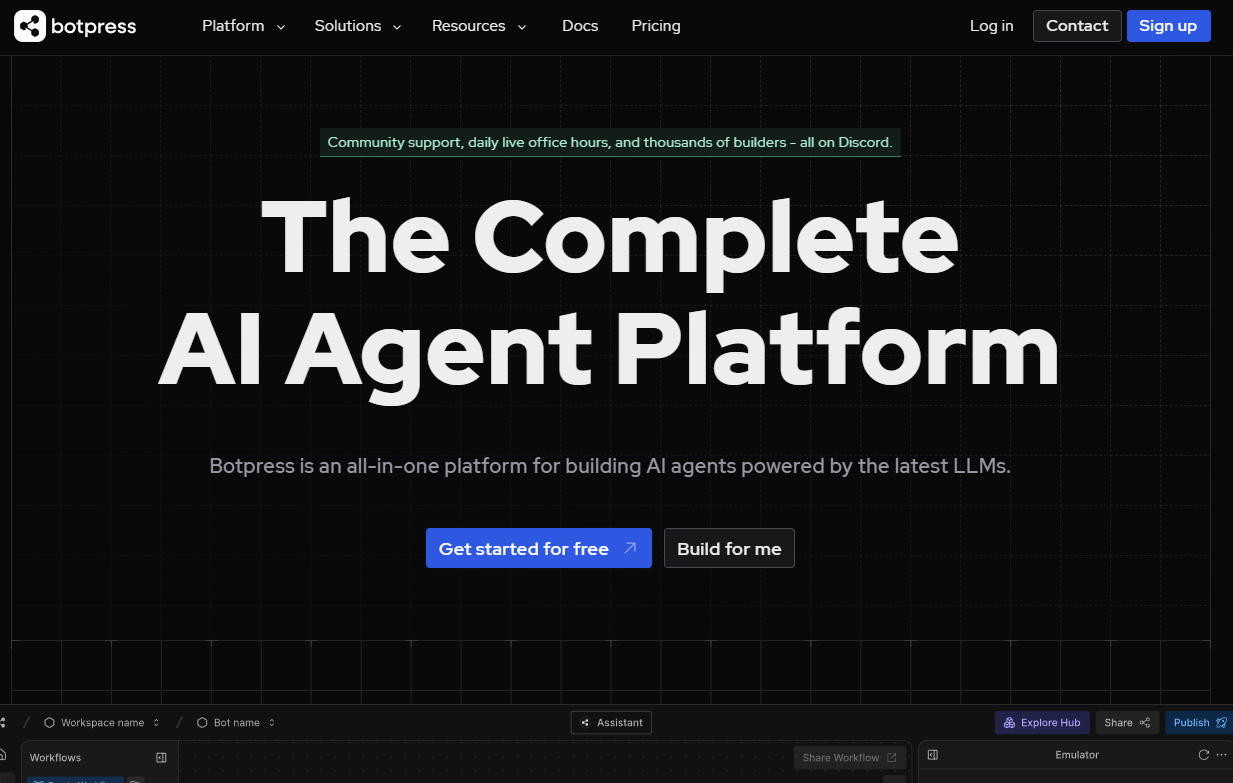 botpress Platform Solutions Resources Docs Pricing Log in Contact Sign up
Community support, daily live office hours, and thousands of builders - all on Discord.
The Complete
AI Agent Platform
Botpress is an all-in-one platform for building AI agents powered by the latest LLMs.
Get started for free Build for me
/ Workspace name / Bot name Assistant Explore Hub Share Publish
Workflows Share Workflow Emulator